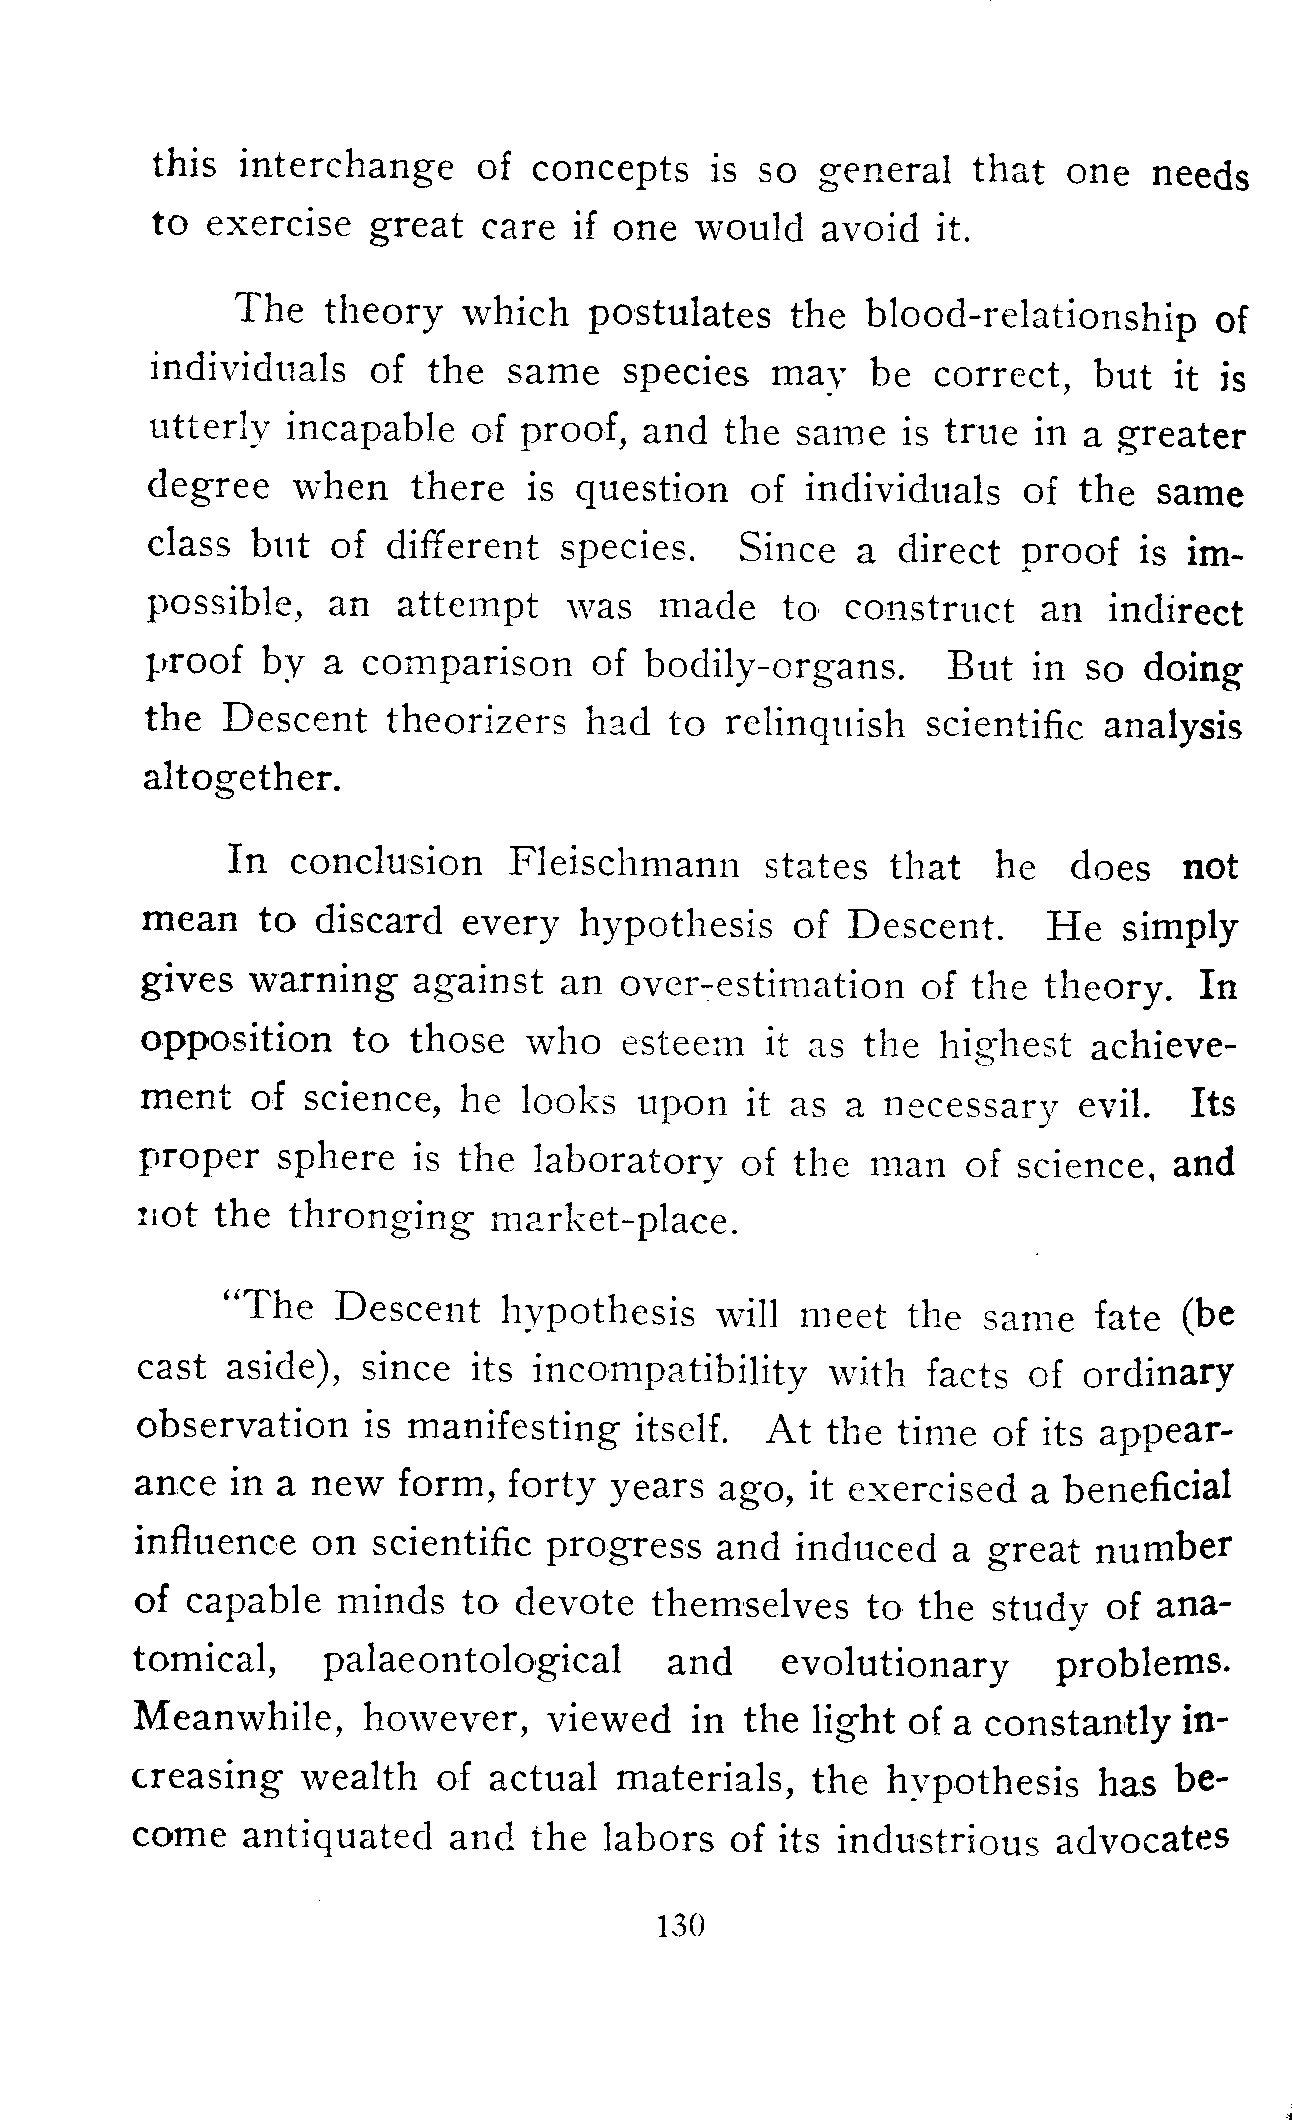 this interchange of concepts is so general that one needs
to exercise great care if one would avoid it.
The theory which postulates the blood-relationship of
individuals of the same species may be correct, but it is
utterly incapable of proof, and the same is true in a greater
degree when there is question of individuals of the same
class but of different species. Since a direct proof is im-
possible, an attempt was made to construct an indirect
proof by a comparison of bodily-organs. But in so doing
the Descent theorizers had to relinquish scientific analysis
altogether.
In conclusion Fleischmann states that he does not
mean to discard every hypothesis of Descent. He simply
gives warning against an over-estimation of the theory. In
opposition to those who esteem it as the highest achieve-
ment of science, he looks upon it as a necessary evil. Its
proper sphere is the laboratory of the man of science, and
not the thronging market-place.
“The Descent hypothesis will meet the same fate (be
cast aside), since its incompatibility with facts of ordinary
observation is manifesting itself. At the time of its appear-
ance in a new form, forty years ago, it exercised a beneficial
influence on scientific progress and induced a great number
of capable minds to devote themselves to the study of ana-
tomical, palaeontological and evolutionary problems.
Meanwhile, however, viewed in the light of a constantly in-
creasing wealth of actual materials, the hypothesis has be-
come antiquated and the labors of its industrious advocates
130